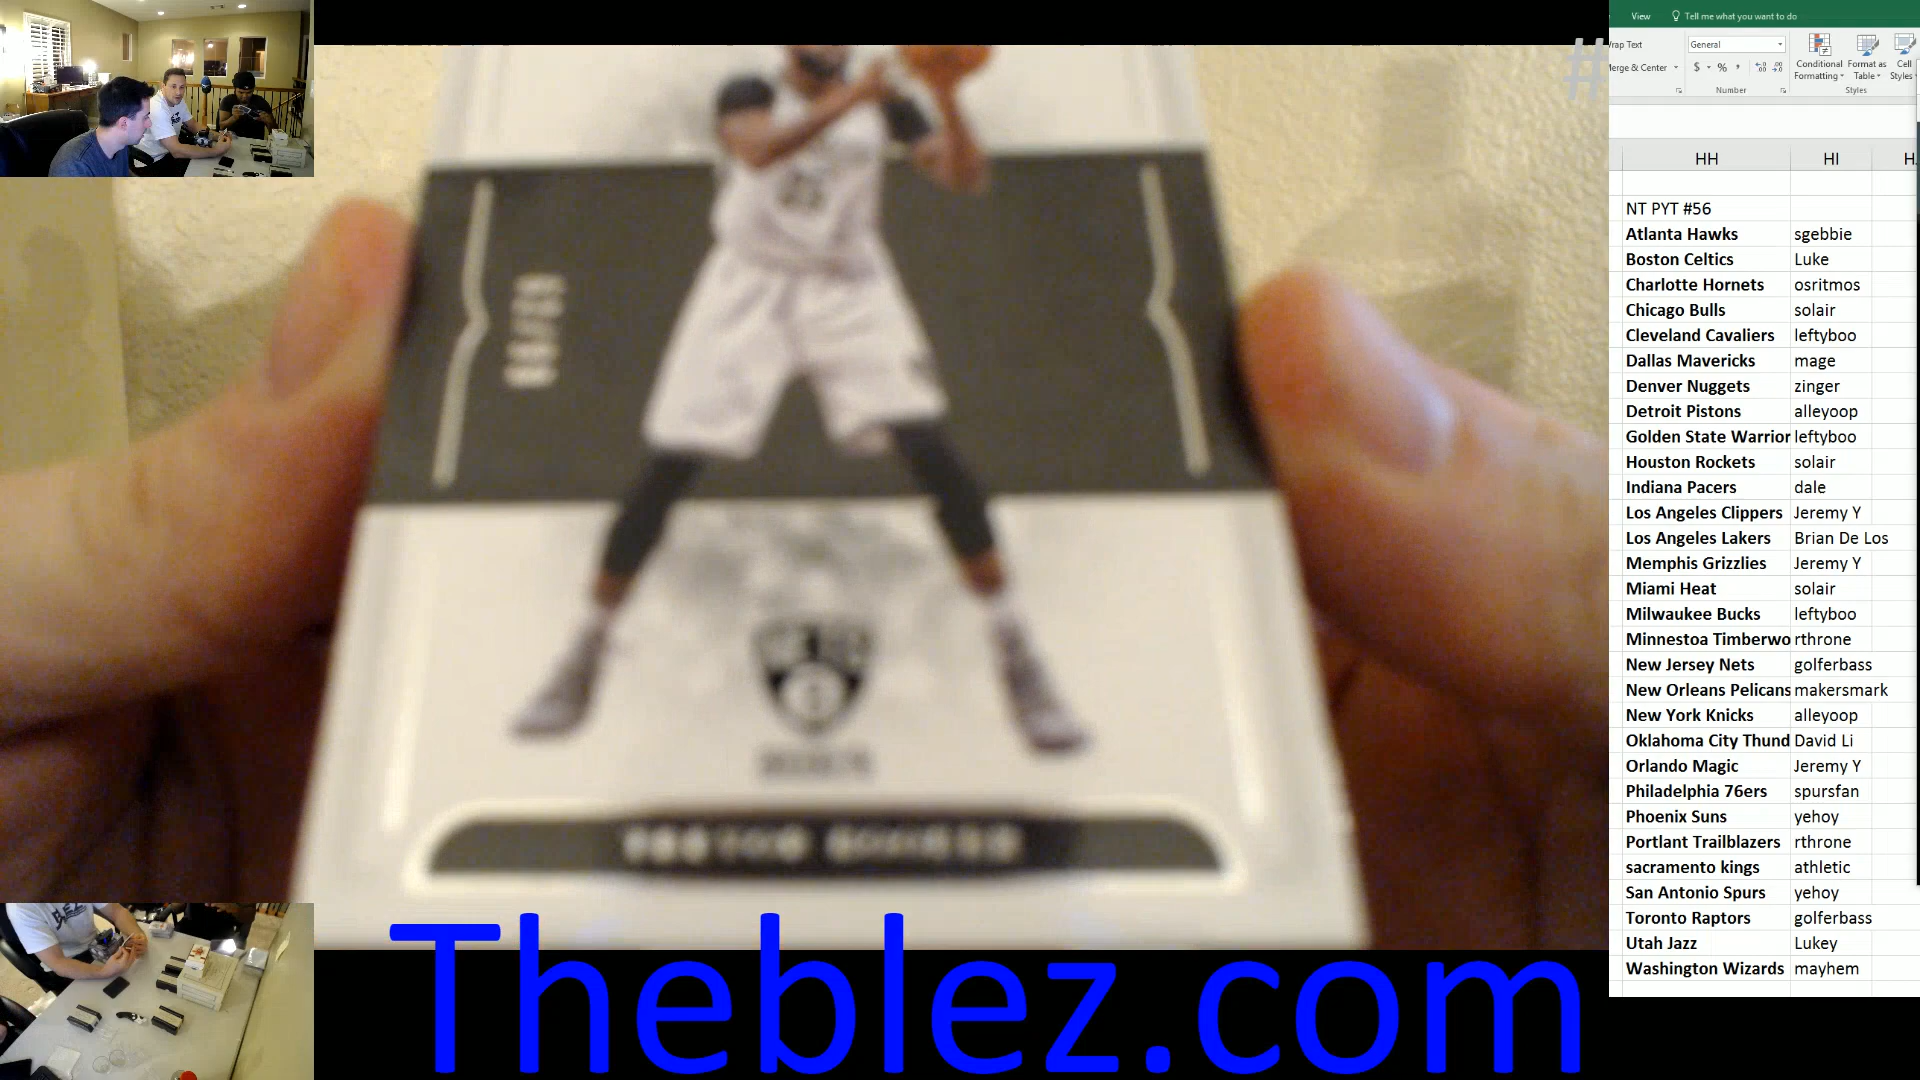 View
Tell me what you want to do
rap Text
General
Merge & Center
$ % ,
Conditional Formatting
Format as Table
Cell Styles
Number
Styles
#
HH HI H
NT PYT #56
Atlanta Hawks sgebbie
Boston Celtics Luke
Charlotte Hornets osritmos
Chicago Bulls solair
Cleveland Cavaliers leftyboo
Dallas Mavericks mage
Denver Nuggets zinger
Detroit Pistons alleyoop
Golden State Warrior leftyboo
Houston Rockets solair
Indiana Pacers dale
Los Angeles Clippers Jeremy Y
Los Angeles Lakers Brian De Los
Memphis Grizzlies Jeremy Y
Miami Heat solair
Milwaukee Bucks leftyboo
Minnestoa Timberwo rthrone
New Jersey Nets golferbass
New Orleans Pelicans makersmark
New York Knicks alleyoop
Oklahoma City Thund David Li
Orlando Magic Jeremy Y
Philadelphia 76ers spursfan
Phoenix Suns yehoy
Portlant Trailblazers rthrone
sacramento kings athletic
San Antonio Spurs yehoy
Toronto Raptors golferbass
Utah Jazz Lukey
Washington Wizards mayhem
TREVOR BOOKER
Theblez.com